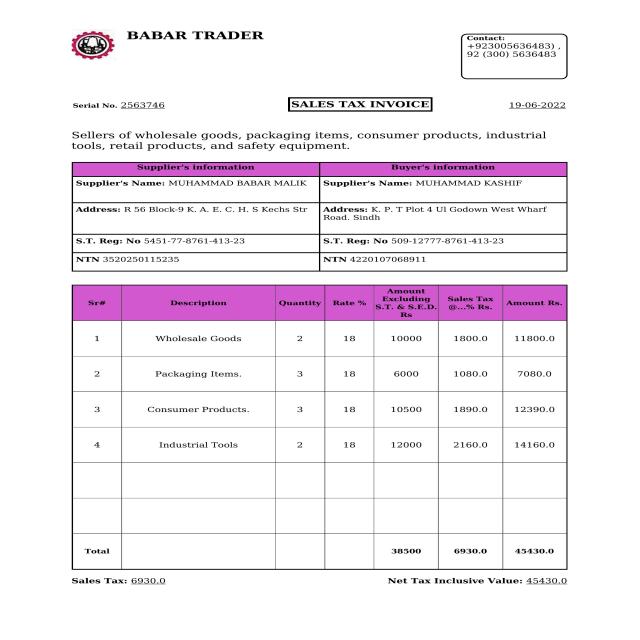 BABAR TRADER
Contact:
+923005636483) ,
92 (300) 5636483
Serial No. 2563746 SALES TAX INVOICE 19-06-2022
Sellers of wholesale goods, packaging items, consumer products, industrial
tools, retail products, and safety equipment.
Supplier's information Buyer's information
Supplier's Name: MUHAMMAD BABAR MALIK Supplier's Name: MUHAMMAD KASHIF
Address: R 56 Block-9 K. A. E. C. H. S Kechs Str Address: K. P. T Plot 4 Ul Godown West Wharf
Road. Sindh
S.T. Reg: No 5451-77-8761-413-23 S.T. Reg: No 509-12777-8761-413-23
NTN 3520250115235 NTN 4220107068911
Sr# Description Quantity Rate % Amount Excluding S.T. & S.E.D. Rs Sales Tax @...% Rs. Amount Rs.
1 Wholesale Goods 2 18 10000 1800.0 11800.0
2 Packaging Items. 3 18 6000 1080.0 7080.0
3 Consumer Products. 3 18 10500 1890.0 12390.0
4 Industrial Tools 2 18 12000 2160.0 14160.0
Total 38500 6930.0 45430.0
Sales Tax: 6930.0 Net Tax Inclusive Value: 45430.0